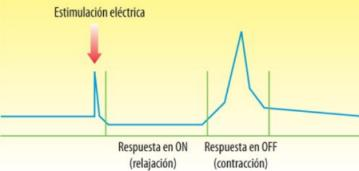 Estimulación eléctrica
Respuesta en ON
(relajación)
Respuesta en OFF
(contracción)